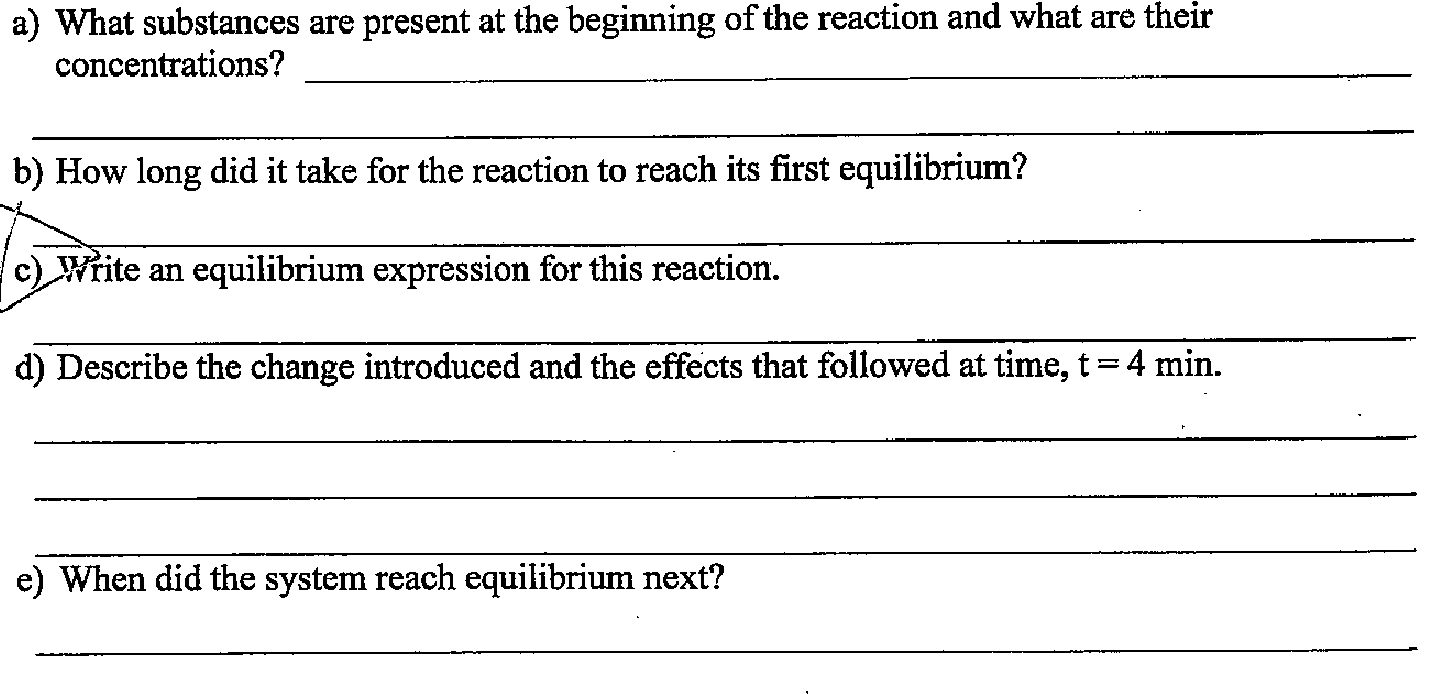 a) What substances are present at the beginning of the reaction and what are their
concentrations?
b) How long did it take for the reaction to reach its first equilibrium?
c) Write an equilibrium expression for this reaction.
d) Describe the change introduced and the effects that followed at time, t = 4 min.
e) When did the system reach equilibrium next?